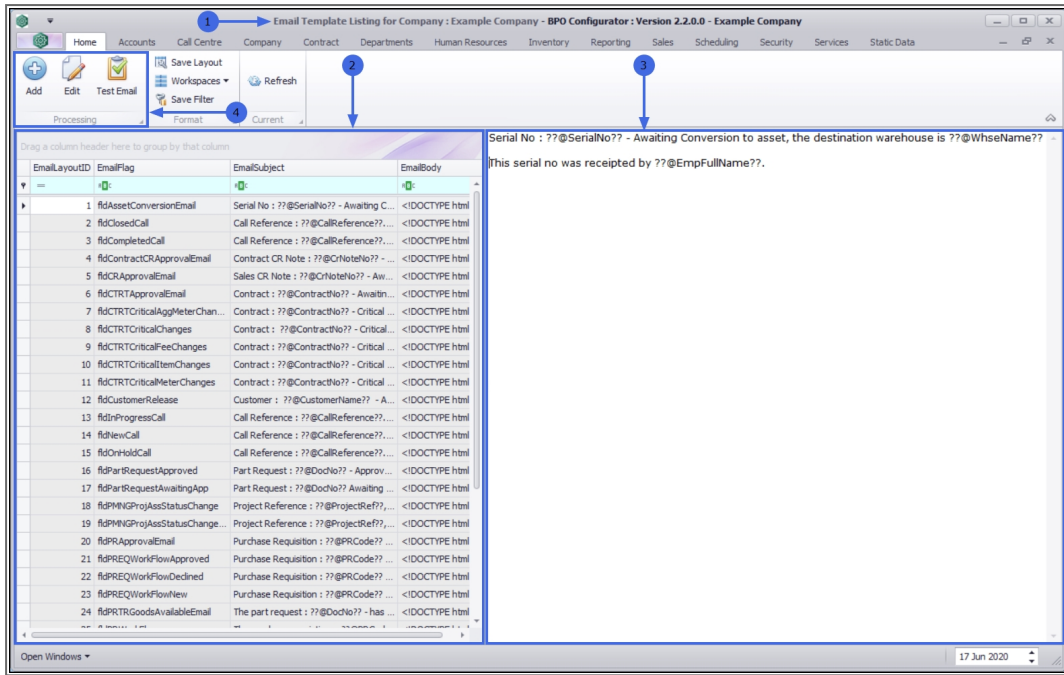 1
Email Template Listing for Company : Example Company - BPO Configurator : Version 2.2.0.0 - Example Company
Home Accounts Call Centre Company Contract Departments Human Resources Inventory Reporting Sales Scheduling Security Services Static Data
Add Edit Test Email
Save Layout
Workspaces
Save Filter
Refresh
2
3
4
Processing Format Current
Drag a column header here to group by that column
EmailLayoutID EmailFlag EmailSubject EmailBody
1 fldAssetConversionEmail Serial No : ??@SerialNo?? - Awaiting C... <!DOCTYPE html
2 fldClosedCall Call Reference : ??@CallReference??.... <!DOCTYPE html
3 fldCompletedCall Call Reference : ??@CallReference??.... <!DOCTYPE html
4 fldContractCRApprovalEmail Contract CR Note : ??@CrNoteNo?? - ... <!DOCTYPE html
5 fldCRApprovalEmail Sales CR Note : ??@CrNoteNo?? - Aw... <!DOCTYPE html
6 fldCTRTApprovalEmail Contract : ??@ContractNo?? - Awaitin... <!DOCTYPE html
7 fldCTRTCriticalAggMeterChan... Contract : ??@ContractNo?? - Critical ... <!DOCTYPE html
8 fldCTRTCriticalChanges Contract : ??@ContractNo?? - Critical... <!DOCTYPE html
9 fldCTRTCriticalFeeChanges Contract : ??@ContractNo?? - Critical ... <!DOCTYPE html
10 fldCTRTCriticalItemChanges Contract : ??@ContractNo?? - Critical ... <!DOCTYPE html
11 fldCTRTCriticalMeterChanges Contract : ??@ContractNo?? - Critical ... <!DOCTYPE html
12 fldCustomerRelease Customer : ??@CustomerName?? - A... <!DOCTYPE html
13 fldInProgressCall Call Reference : ??@CallReference??.... <!DOCTYPE html
14 fldNewCall Call Reference : ??@CallReference??.... <!DOCTYPE html
15 fldOnHoldCall Call Reference : ??@CallReference??.... <!DOCTYPE html
16 fldPartRequestApproved Part Request : ??@DocNo?? - Approv... <!DOCTYPE html
17 fldPartRequestAwaitingApp Part Request : ??@DocNo?? Awaiting ... <!DOCTYPE html
18 fldPMNGProjAssStatusChange Project Reference : ??@ProjectRef??,... <!DOCTYPE html
19 fldPMNGProjAssStatusChange... Project Reference : ??@ProjectRef??,... <!DOCTYPE html
20 fldPRApprovalEmail Purchase Requisition : ??@PRCode?? ... <!DOCTYPE html
21 fldPREQWorkFlowApproved Purchase Requisition : ??@PRCode?? ... <!DOCTYPE html
22 fldPREQWorkFlowDeclined Purchase Requisition : ??@PRCode?? ... <!DOCTYPE html
23 fldPREQWorkFlowNew Purchase Requisition : ??@PRCode?? ... <!DOCTYPE html
24 fldPRTRGoodsAvailableEmail The part request : ??@DocNo?? - has ... <!DOCTYPE html
Serial No : ??@SerialNo?? - Awaiting Conversion to asset, the destination warehouse is ??@WhseName??
This serial no was receipted by ??@EmpFullName??.
Open Windows
17 Jun 2020